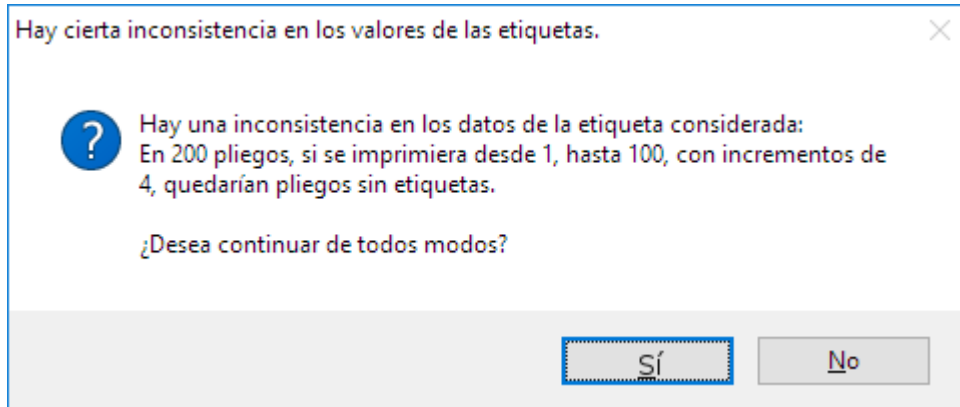 Hay cierta inconsistencia en los valores de las etiquetas.
Hay una inconsistencia en los datos de la etiqueta considerada:
En 200 pliegos, si se imprimiera desde 1, hasta 100, con incrementos de
4, quedarían pliegos sin etiquetas.
¿Desea continuar de todos modos?
Sí
No